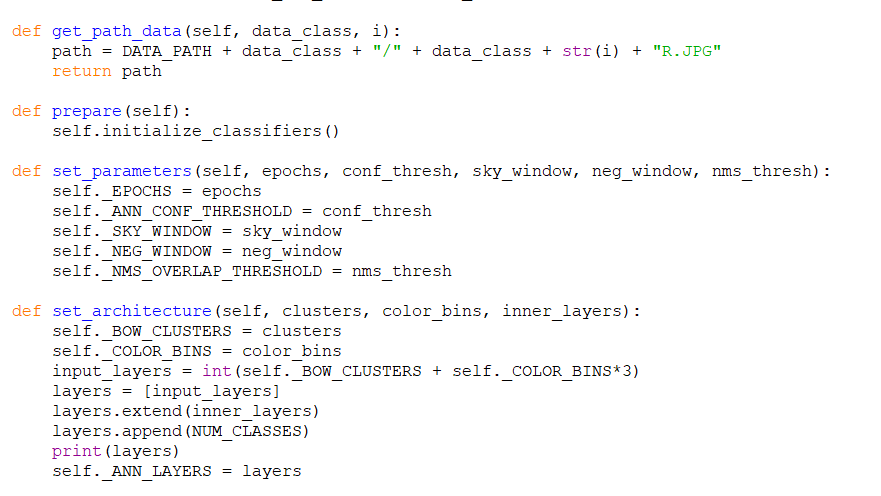 def get_path_data(self, data_class, i):
    path = DATA_PATH + data_class + "/" + data_class + str(i) + "R.JPG"
    return path

def prepare(self):
    self.initialize_classifiers()

def set_parameters(self, epochs, conf_thresh, sky_window, neg_window, nms_thresh):
    self._EPOCHS = epochs
    self._ANN_CONF_THRESHOLD = conf_thresh
    self._SKY_WINDOW = sky_window
    self._NEG_WINDOW = neg_window
    self._NMS_OVERLAP_THRESHOLD = nms_thresh

def set_architecture(self, clusters, color_bins, inner_layers):
    self._BOW_CLUSTERS = clusters
    self._COLOR_BINS = color_bins
    input_layers = int(self._BOW_CLUSTERS + self._COLOR_BINS*3)
    layers = [input_layers]
    layers.extend(inner_layers)
    layers.append(NUM_CLASSES)
    print(layers)
    self._ANN_LAYERS = layers